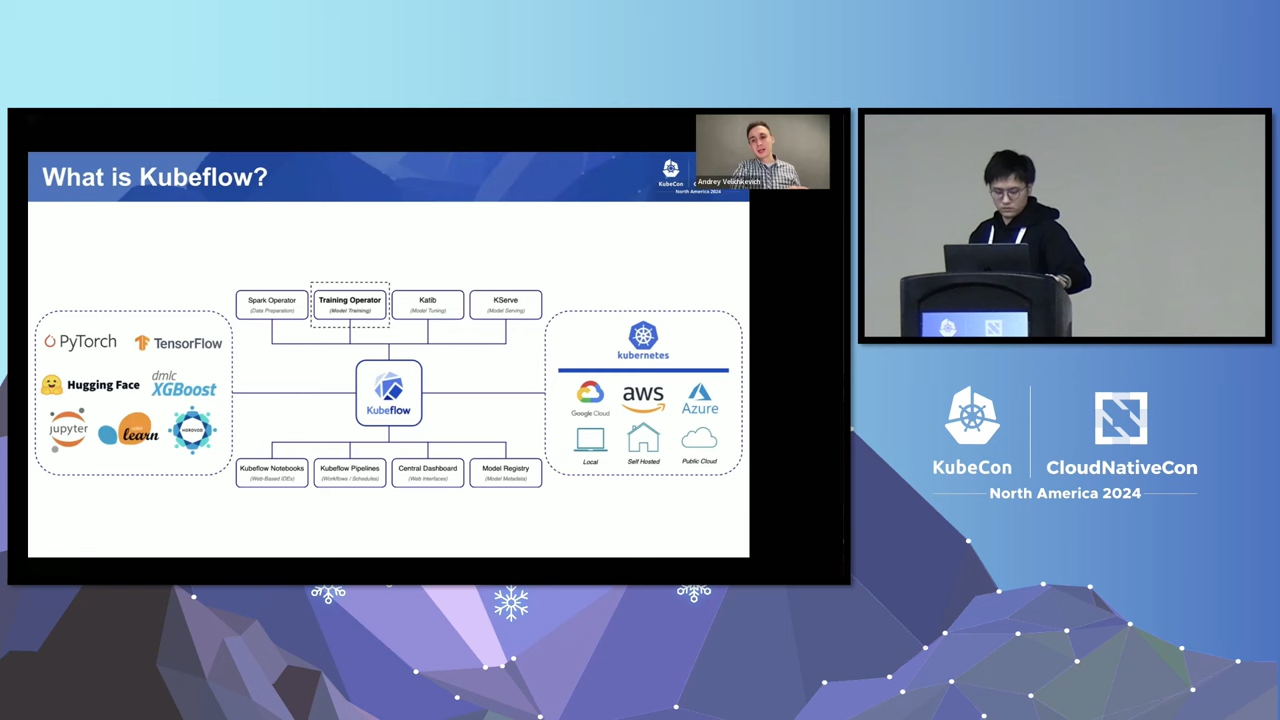 What is Kubeflow?
KubeCon
North America 2024
Andrey Velichkevich
Spark Operator
(Data Preparation)
Training Operator
(Model Training)
Katib
(Model Tuning)
KServe
(Model Serving)
PyTorch
TensorFlow
Hugging Face
dmlc
XGBoost
jupyter
learn
HOROVOD
Kubeflow
kubernetes
Google Cloud
aws
Azure
Local
Self Hosted
Public Cloud
Kubeflow Notebooks
(Web-Based IDEs)
Kubeflow Pipelines
(Workflows / Schedules)
Central Dashboard
(Web Interfaces)
Model Registry
(Model Metadata)
KubeCon
CloudNativeCon
North America 2024